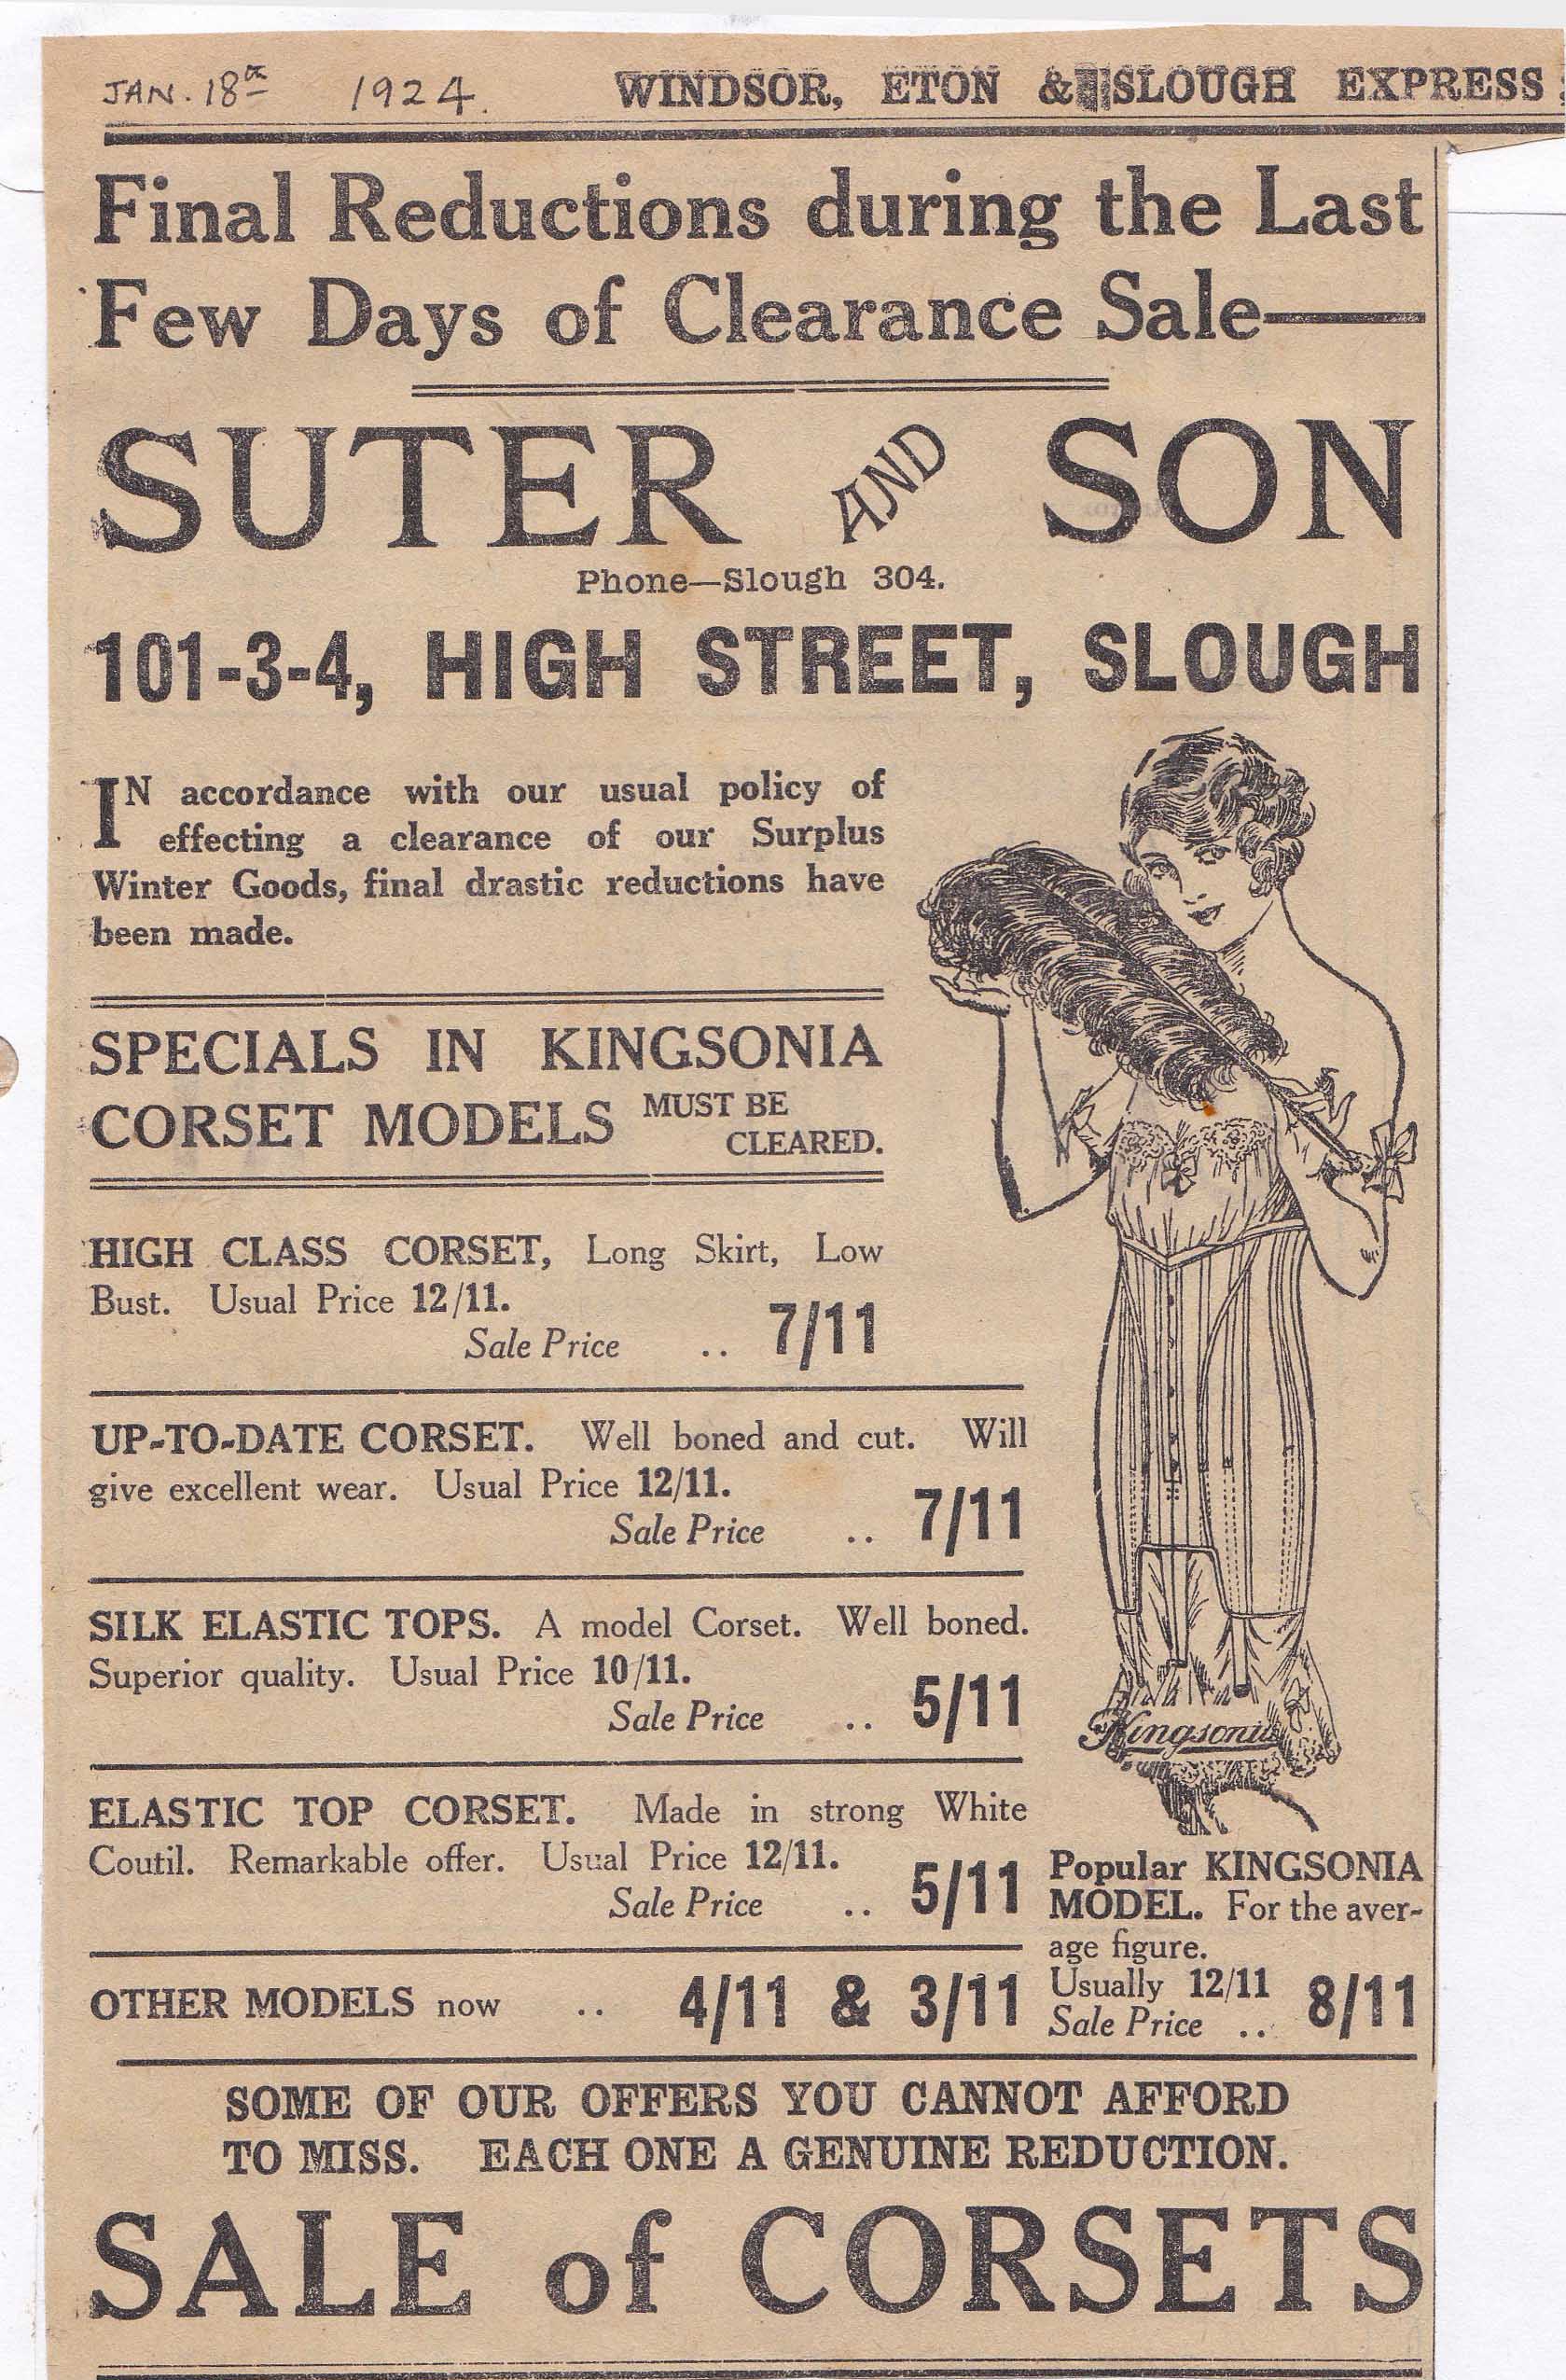 JAN. 18th 1924.
WINDSOR, ETON & SLOUGH EXPRESS
Final Reductions during the Last
Few Days of Clearance Sale—
SUTER AND SON
Phone—Slough 304.
101-3-4, HIGH STREET, SLOUGH
IN accordance with our usual policy of
effecting a clearance of our Surplus
Winter Goods, final drastic reductions have
been made.
SPECIALS IN KINGSONIA
CORSET MODELS MUST BE
CLEARED.
HIGH CLASS CORSET, Long Skirt, Low
Bust. Usual Price 12/11.
Sale Price .. 7/11
UP-TO-DATE CORSET. Well boned and cut. Will
give excellent wear. Usual Price 12/11.
Sale Price .. 7/11
SILK ELASTIC TOPS. A model Corset. Well boned.
Superior quality. Usual Price 10/11.
Sale Price .. 5/11
ELASTIC TOP CORSET. Made in strong White
Coutil. Remarkable offer. Usual Price 12/11.
Sale Price .. 5/11
OTHER MODELS now .. 4/11 & 3/11
Kingsonia
Popular KINGSONIA
MODEL. For the aver-
age figure.
Usually 12/11
Sale Price .. 8/11
SOME OF OUR OFFERS YOU CANNOT AFFORD
TO MISS. EACH ONE A GENUINE REDUCTION.
SALE of CORSETS